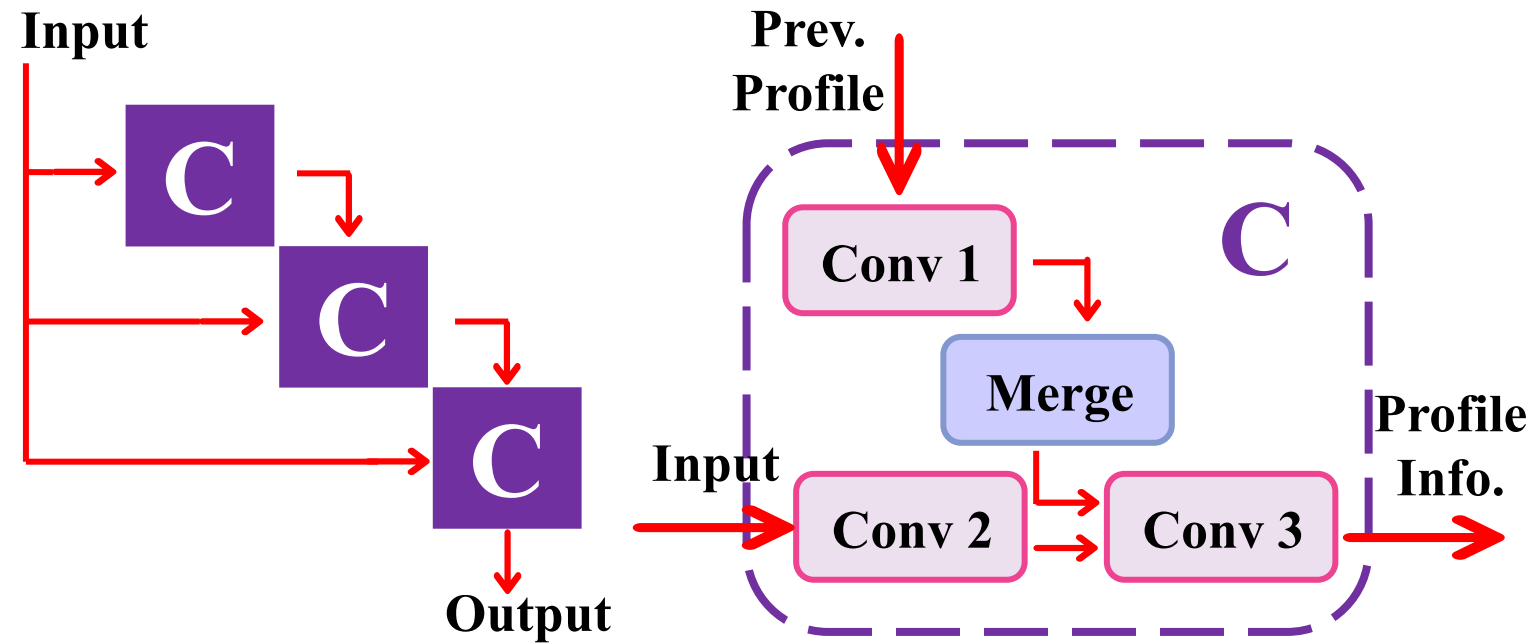 Input
C
C
C
Output
Prev.
Profile
C
Conv 1
Merge
Input
Conv 2
Conv 3
Profile
Info.